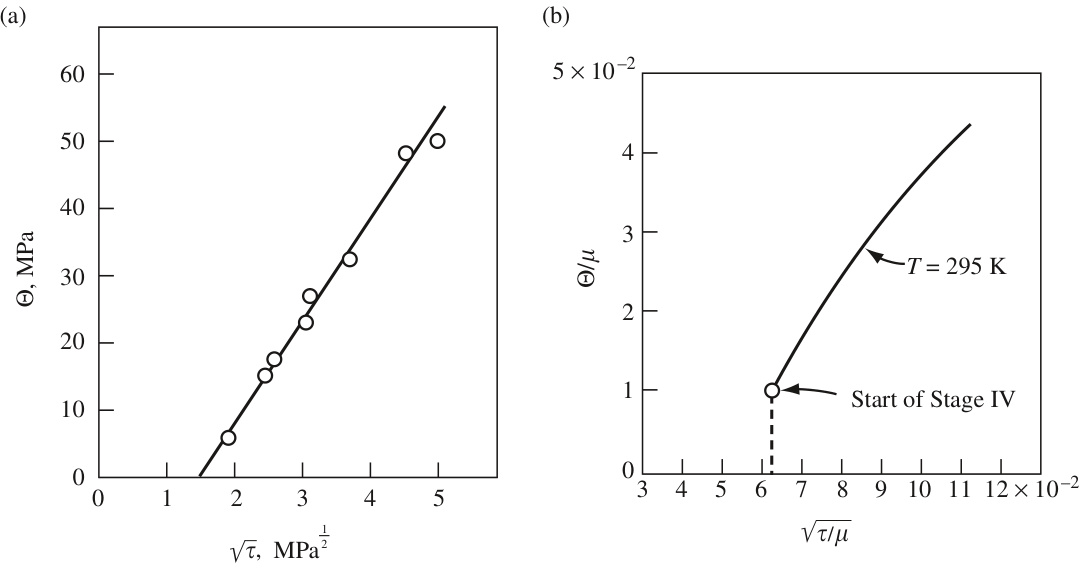 (a)
60
50
40
30
20
10
0
Θ, MPa
0 1 2 3 4 5
√τ, MPa^{1/2}
(b)
5 × 10⁻²
4
3
2
1
0
Θ/μ
T = 295 K
Start of Stage IV
3 4 5 6 7 8 9 10 11 12 × 10⁻²
√τ/μ